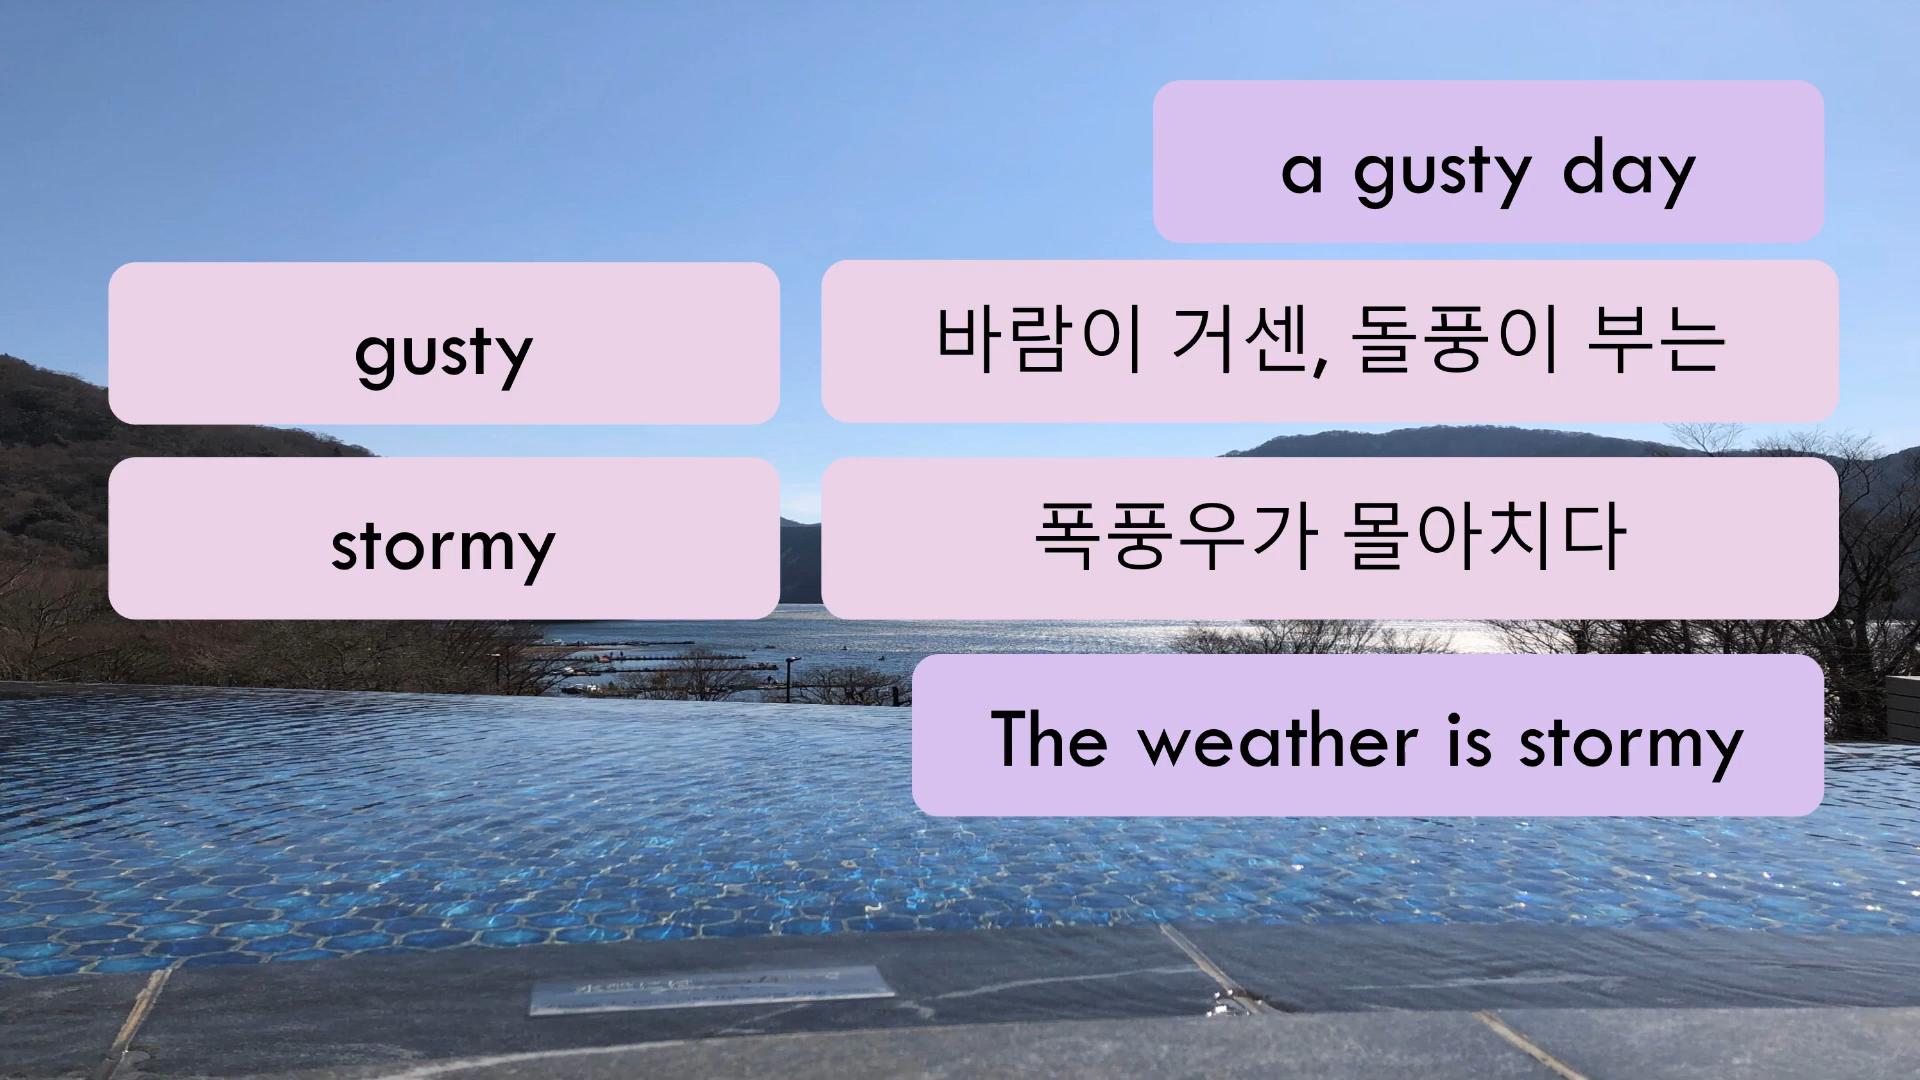 a gusty day
gusty
바람이 거센, 돌풍이 부는
stormy
폭풍우가 몰아치다
The weather is stormy